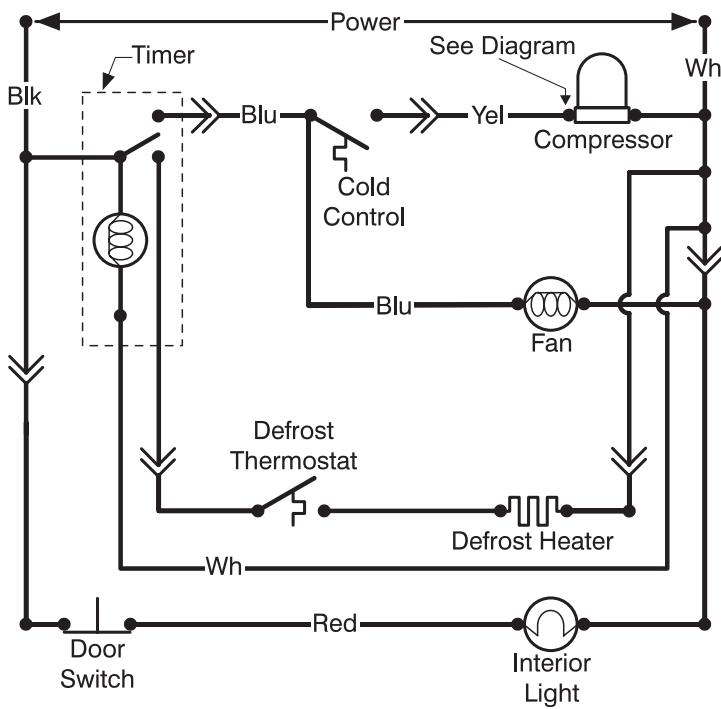 Power
Timer
See Diagram
Wh
Blk
Blu
Yel
Compressor
Cold
Control
Blu
Fan
Defrost
Thermostat
Defrost Heater
Wh
Red
Door
Switch
Interior
Light